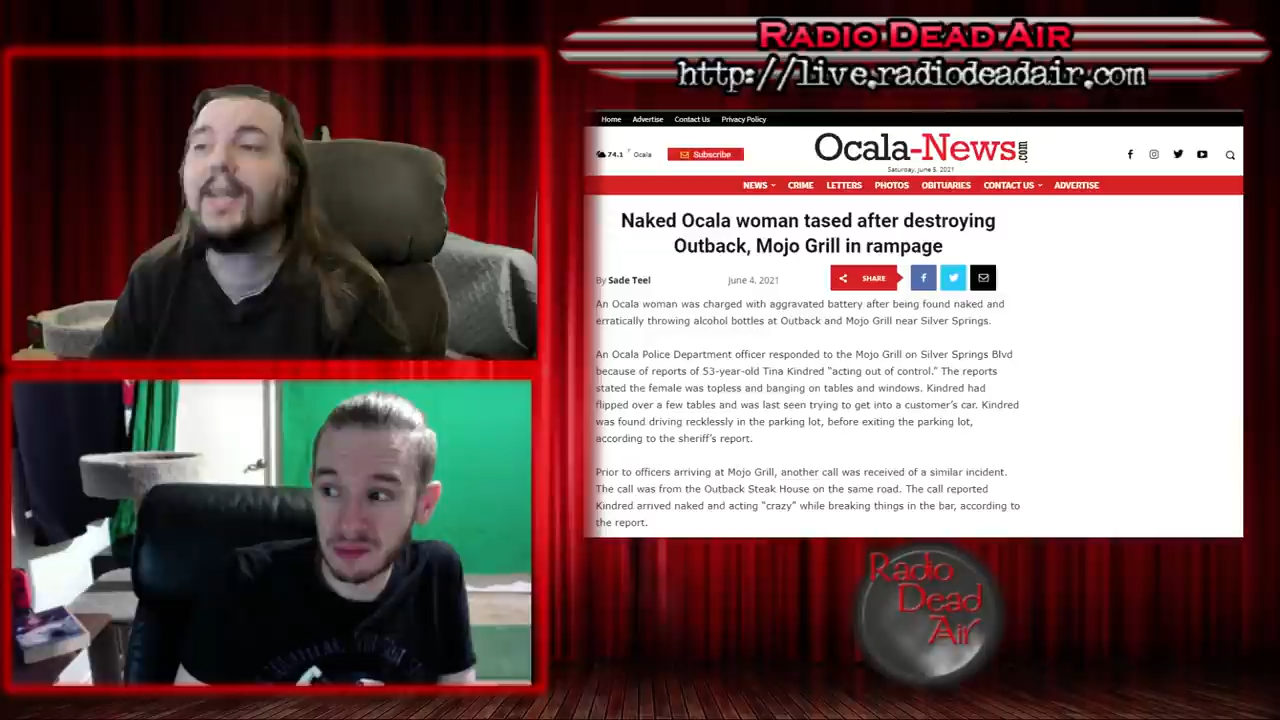 RADIO DEAD AIR
http://live.radiodeadair.com
Home Advertise Contact Us Privacy Policy
74.1 F Ocala
Subscribe
Ocala-News.com
Saturday, June 5, 2021
NEWS CRIME LETTERS PHOTOS OBITUARIES CONTACT US ADVERTISE
Naked Ocala woman tased after destroying
Outback, Mojo Grill in rampage
By Sade Teel June 4, 2021
SHARE
An Ocala woman was charged with aggravated battery after being found naked and
erratically throwing alcohol bottles at Outback and Mojo Grill near Silver Springs.
An Ocala Police Department officer responded to the Mojo Grill on Silver Springs Blvd
because of reports of 53-year-old Tina Kindred “acting out of control.” The reports
stated the female was topless and banging on tables and windows. Kindred had
flipped over a few tables and was last seen trying to get into a customer’s car. Kindred
was found driving recklessly in the parking lot, before exiting the parking lot,
according to the sheriff’s report.
Prior to officers arriving at Mojo Grill, another call was received of a similar incident.
The call was from the Outback Steak House on the same road. The call reported
Kindred arrived naked and acting “crazy” while breaking things in the bar, according to
the report.
Radio
Dead
Air